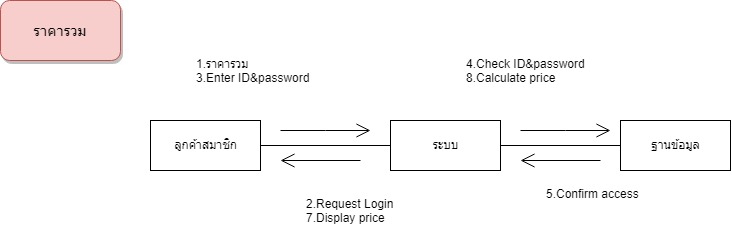 ราคารวม
1.ราคารวม
3.Enter ID&password
4.Check ID&password
8.Calculate price
ลูกค้าสมาชิก
ระบบ
ฐานข้อมูล
2.Request Login
7.Display price
5.Confirm access